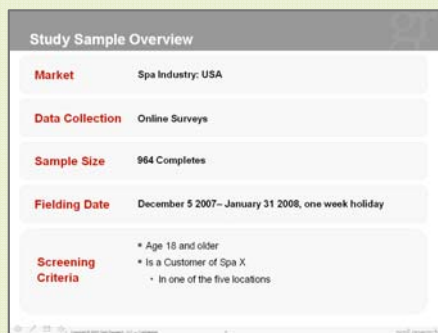 Study Sample Overview
Market Spa Industry: USA
Data Collection Online Surveys
Sample Size 964 Completes
Fielding Date December 5 2007– January 31 2008, one week holiday
Screening Criteria
• Age 18 and older
• Is a Customer of Spa X
• In one of the five locations